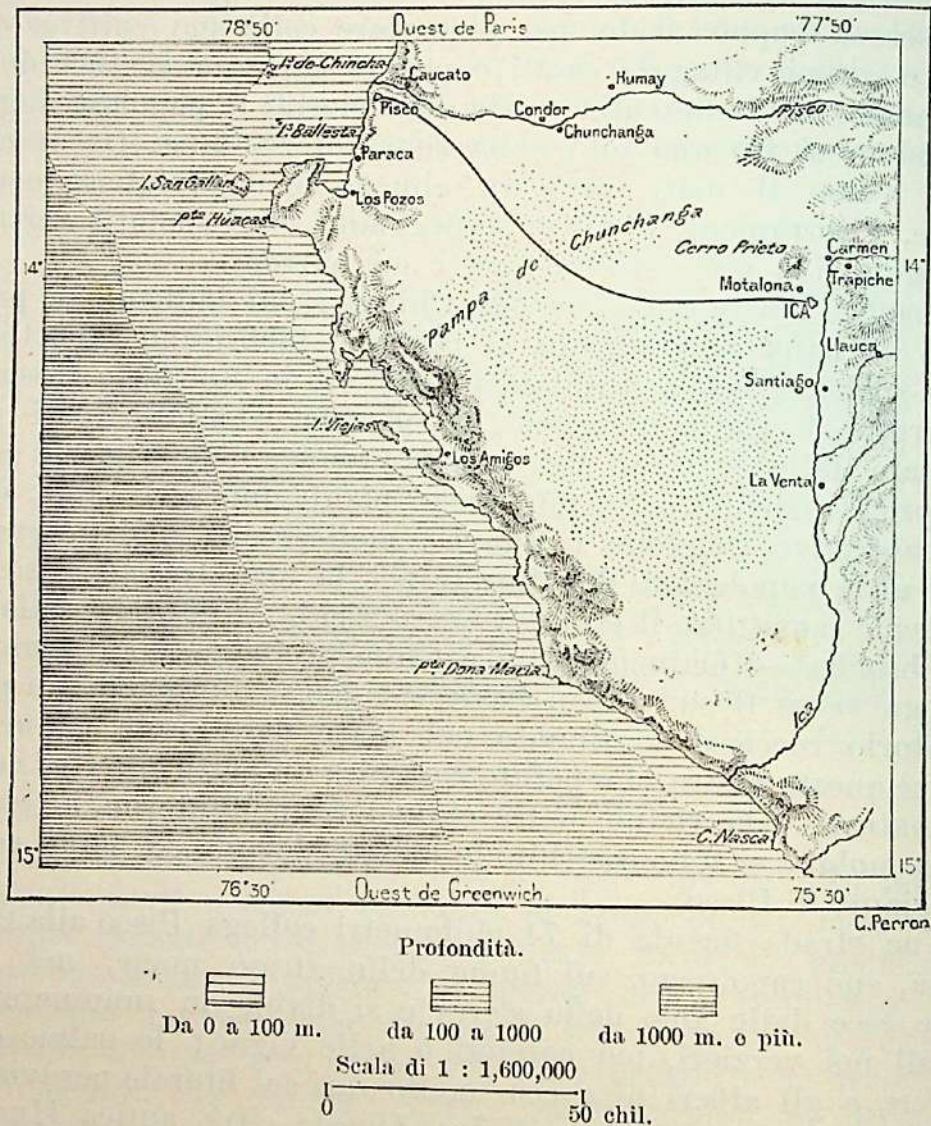 78°50'
Ouest de Paris
77°50'
Is. de Chincha
Caucato
Humay
Pisco
Condor
Pisco
Chunchanga
Is. Ballesta
Paraca
I. San Gallan
Los Pozos
Pta. Huacas
Pampa de Chunchanga
Cerro Prieto
Carmen
14°
14°
Trapiche
Motalona
ICA
Llauca
Santiago
I. Viejas
Los Amigos
La Venta
Pta. Dona Maria
Ica
C. Nasca
15°
15°
76°30'
Ouest de Greenwich.
75°30'
C. Perron
Profondità.
Da 0 a 100 m.
da 100 a 1000
da 1000 m. o più.
Scala di 1 : 1,600,000
0
50 chil.